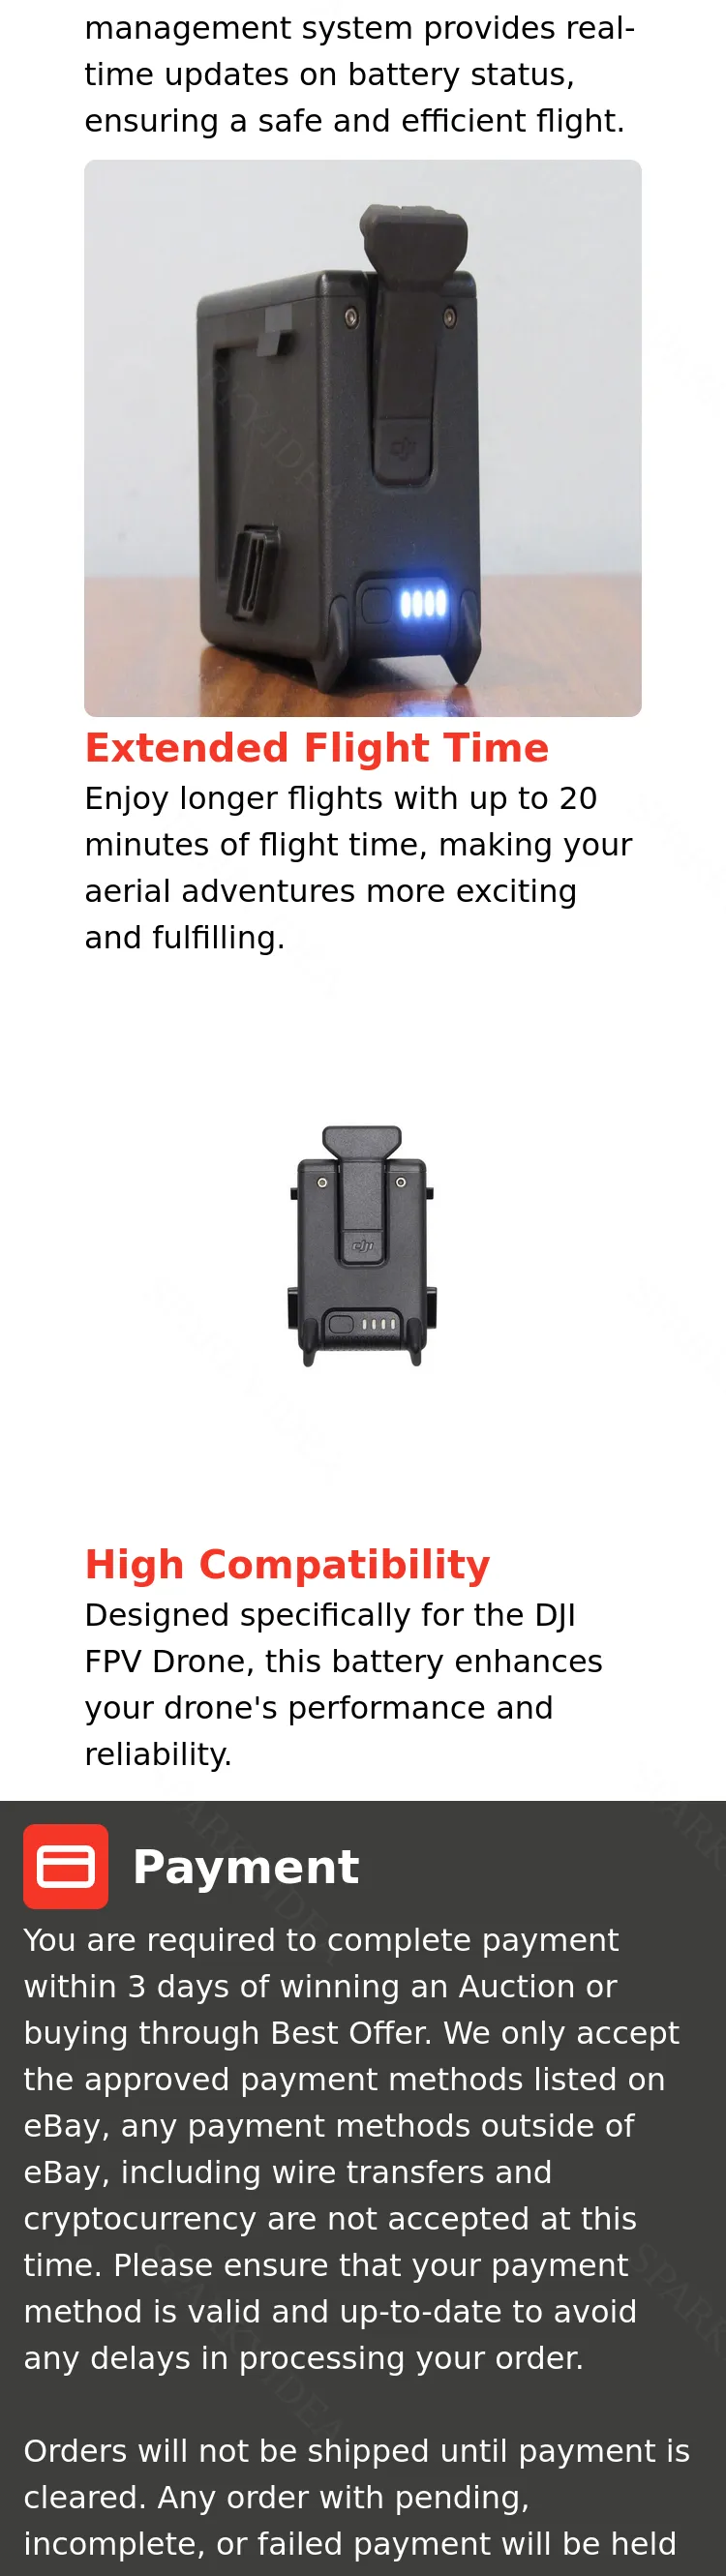 management system provides real-
time updates on battery status,
ensuring a safe and efficient flight.
dji
Extended Flight Time
Enjoy longer flights with up to 20
minutes of flight time, making your
aerial adventures more exciting
and fulfilling.
dji
High Compatibility
Designed specifically for the DJI
FPV Drone, this battery enhances
your drone's performance and
reliability.
Payment
You are required to complete payment
within 3 days of winning an Auction or
buying through Best Offer. We only accept
the approved payment methods listed on
eBay, any payment methods outside of
eBay, including wire transfers and
cryptocurrency are not accepted at this
time. Please ensure that your payment
method is valid and up-to-date to avoid
any delays in processing your order.
Orders will not be shipped until payment is
cleared. Any order with pending,
incomplete, or failed payment will be held